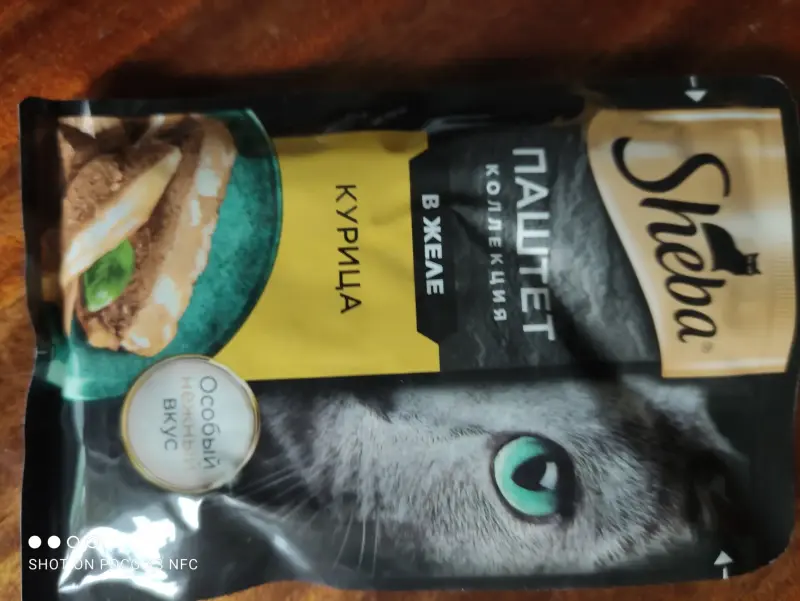 Sheba®
ПАШТЕТ
КОЛЛЕКЦИЯ
В ЖЕЛЕ
КУРИЦА
Особый
нежный
вкус
SHOT ON POCO X3 NFC